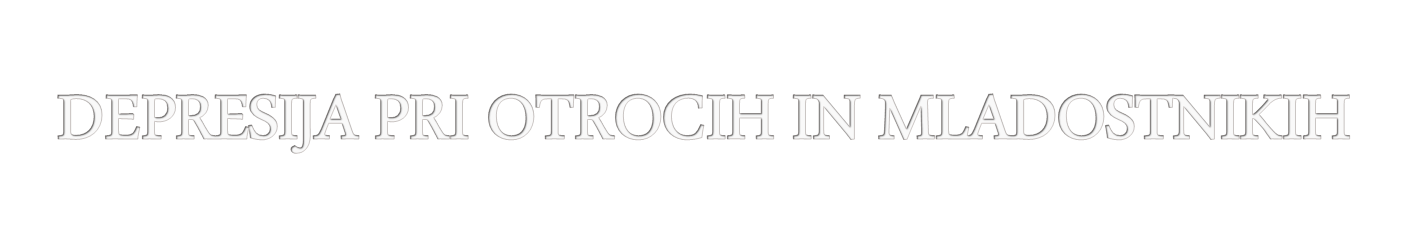 DEPRESIJA PRI OTROCIH IN MLADOSTNIKIH